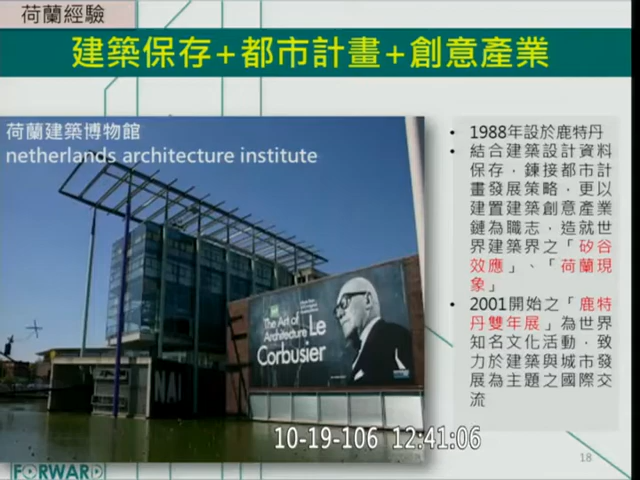 荷蘭經驗
建築保存+都市計畫+創意產業
荷蘭建築博物館
netherlands architecture institute
The Art of
Architecture Le
Corbusier
NAI
• 1988年設於鹿特丹
• 結合建築設計資料
保存，鍊接都市計
畫發展策略，更以
建置建築創意產業
鏈為職志，造就世
界建築界之「矽谷
效應」、「荷蘭現
象」
• 2001開始之「鹿特
丹雙年展」為世界
知名文化活動，致
力於建築與城市發
展為主題之國際交
流
10-19-106 12:41:06
18
FORWARD